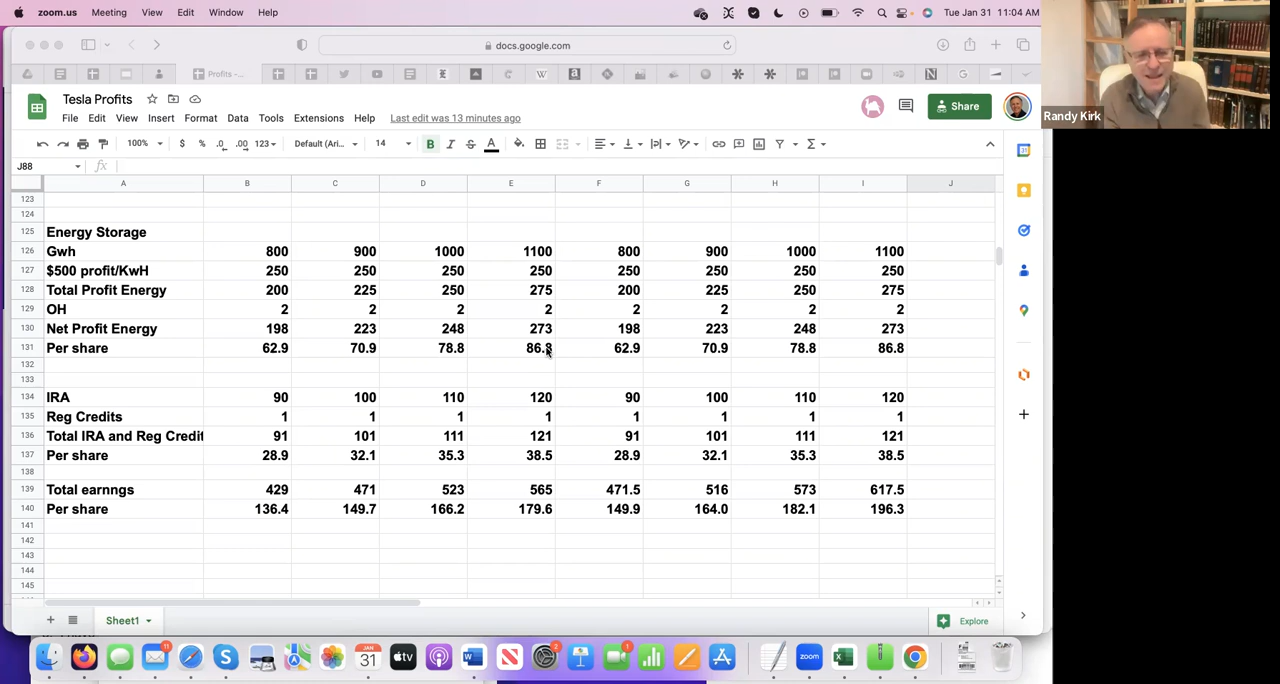 zoom.us Meeting View Edit Window Help Tue Jan 31 11:04 AM
docs.google.com
Profits -...
Tesla Profits
File Edit View Insert Format Data Tools Extensions Help Last edit was 13 minutes ago
Share
Randy Kirk
100% $ % .0 .00 123 Default (Ari... 14 B I S A
J88 fx
A B C D E F G H I J
123
124
125 Energy Storage
126 Gwh 800 900 1000 1100 800 900 1000 1100
127 $500 profit/KwH 250 250 250 250 250 250 250 250
128 Total Profit Energy 200 225 250 275 200 225 250 275
129 OH 2 2 2 2 2 2 2 2
130 Net Profit Energy 198 223 248 273 198 223 248 273
131 Per share 62.9 70.9 78.8 86.8 62.9 70.9 78.8 86.8
132
133
134 IRA 90 100 110 120 90 100 110 120
135 Reg Credits 1 1 1 1 1 1 1 1
136 Total IRA and Reg Credit 91 101 111 121 91 101 111 121
137 Per share 28.9 32.1 35.3 38.5 28.9 32.1 35.3 38.5
138
139 Total earnngs 429 471 523 565 471.5 516 573 617.5
140 Per share 136.4 149.7 166.2 179.6 149.9 164.0 182.1 196.3
141
142
143
144
145
Sheet1 Explore
11 JAN 31 tv 2 1 zoom